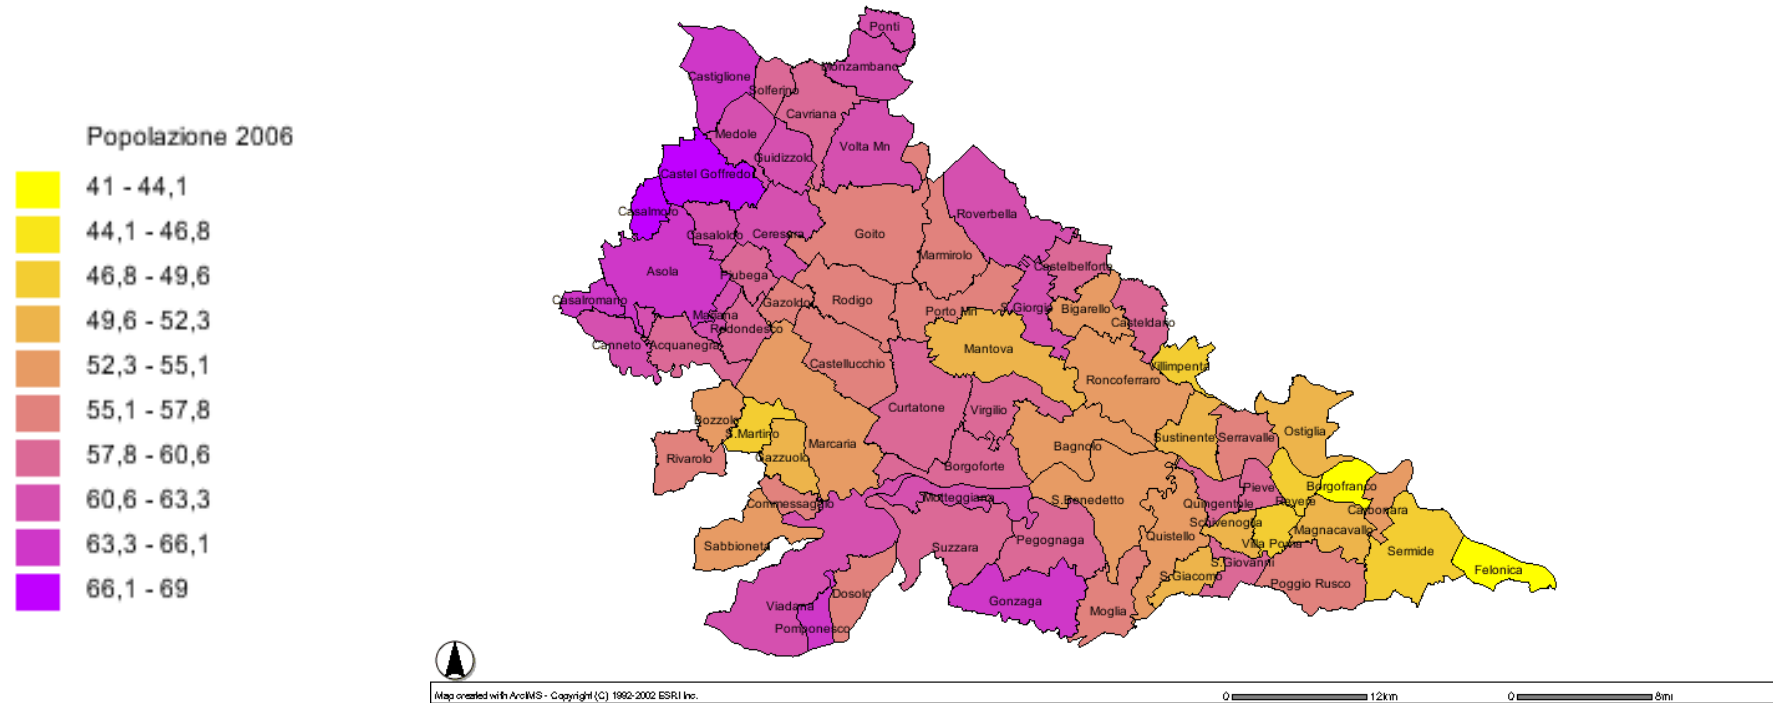 Popolazione 2006
41 - 44,1
44,1 - 46,8
46,8 - 49,6
49,6 - 52,3
52,3 - 55,1
55,1 - 57,8
57,8 - 60,6
60,6 - 63,3
63,3 - 66,1
66,1 - 69
Ponti
Monzambano
Castiglione
Solferino
Cavriana
Medole
Volta Mn
Guidizzolo
Castel Goffredo
Casalmoro
Roverbella
Casaloldo
Ceresara
Goito
Marmirolo
Castelbelforte
Asola
Piubega
Casalromano
Gazoldo
Rodigo
Porto Mn
S.Giorgio
Bigarello
Casteldario
Mariana
Redondesco
Canneto
Acquanegra
Mantova
Castellucchio
Villimpenta
Roncoferraro
Curtatone
Virgilio
Bozzolo
S.Martino
Marcaria
Gazzuolo
Bagnolo
Sustinente
Serravalle
Ostiglia
Rivarolo
Borgoforte
Pieve
Borgofranco
Motteggiana
S.Benedetto
Quingentole
Revere
Commessaggio
Carbonara
Schivenoglia
Magnacavallo
Quistello
Villa Poma
Sabbioneta
Suzzara
Pegognaga
Sermide
S.Giovanni
Felonica
S.Giacomo
Poggio Rusco
Dosolo
Gonzaga
Viadana
Moglia
Pomponesco
Map created with ArcIMS - Copyright (C) 1992-2002 ESRI Inc.
0 12km
0 8mi